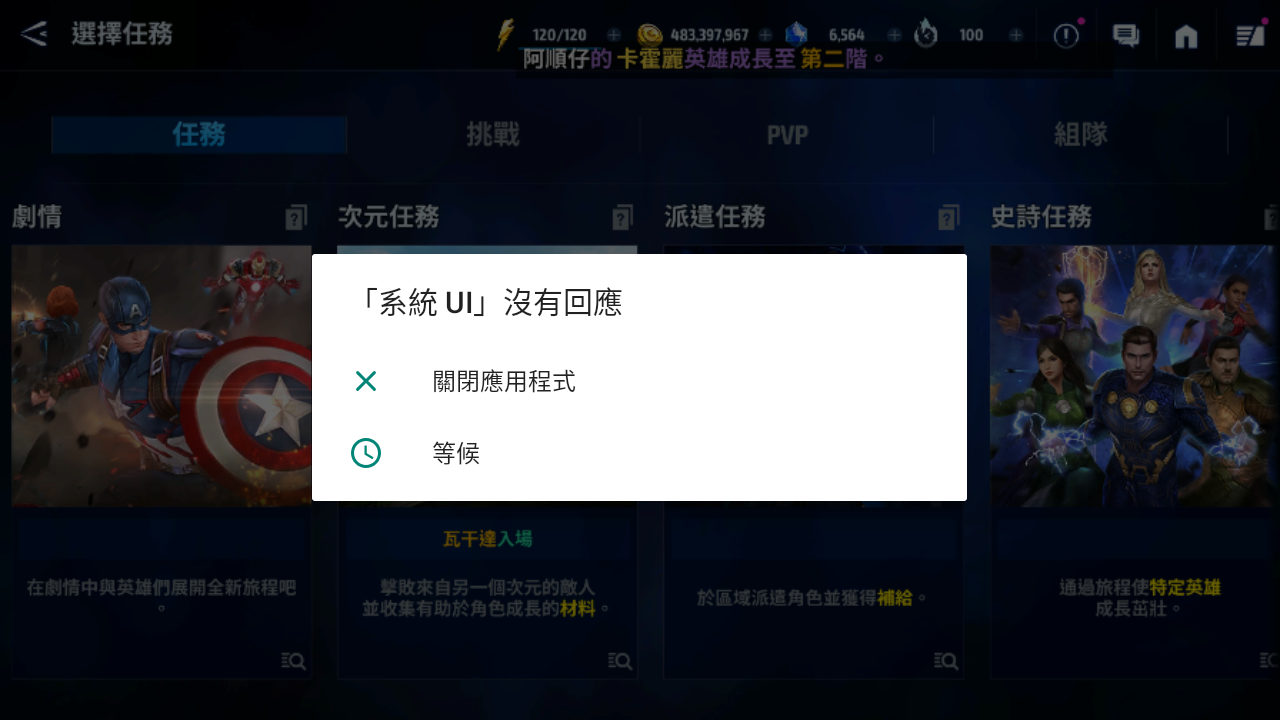 選擇任務
120/120
483,397,967
6,564
100
阿順仔的 卡霍麗英雄成長至 第二階。
任務
挑戰
PVP
組隊
劇情
次元任務
派遣任務
史詩任務
「系統 UI」沒有回應
關閉應用程式
等候
瓦干達入場
在劇情中與英雄們展開全新旅程吧
。
擊敗來自另一個次元的敵人
並收集有助於角色成長的材料。
於區域派遣角色並獲得補給。
通過旅程使特定英雄
成長茁壯。